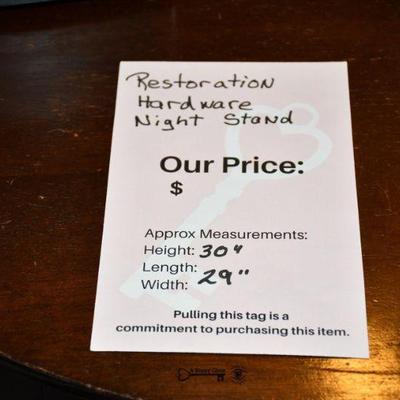 Restoration
Hardware
Night Stand
Our Price:
$
Approx Measurements:
Height: 30"
Length:
Width: 29"
Pulling this tag is a
commitment to purchasing this item.